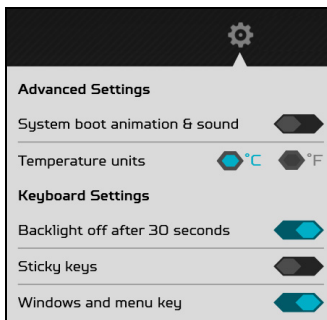 Advanced Settings
System boot animation & sound
Temperature units °C °F
Keyboard Settings
Backlight off after 30 seconds
Sticky keys
Windows and menu key